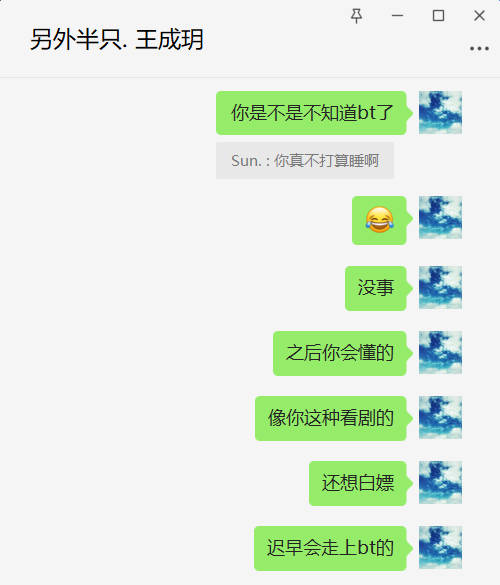 另外半只. 王成玥
你是不是不知道bt了
Sun. : 你真不打算睡啊
没事
之后你会懂的
像你这种看剧的
还想白嫖
迟早会走上bt的